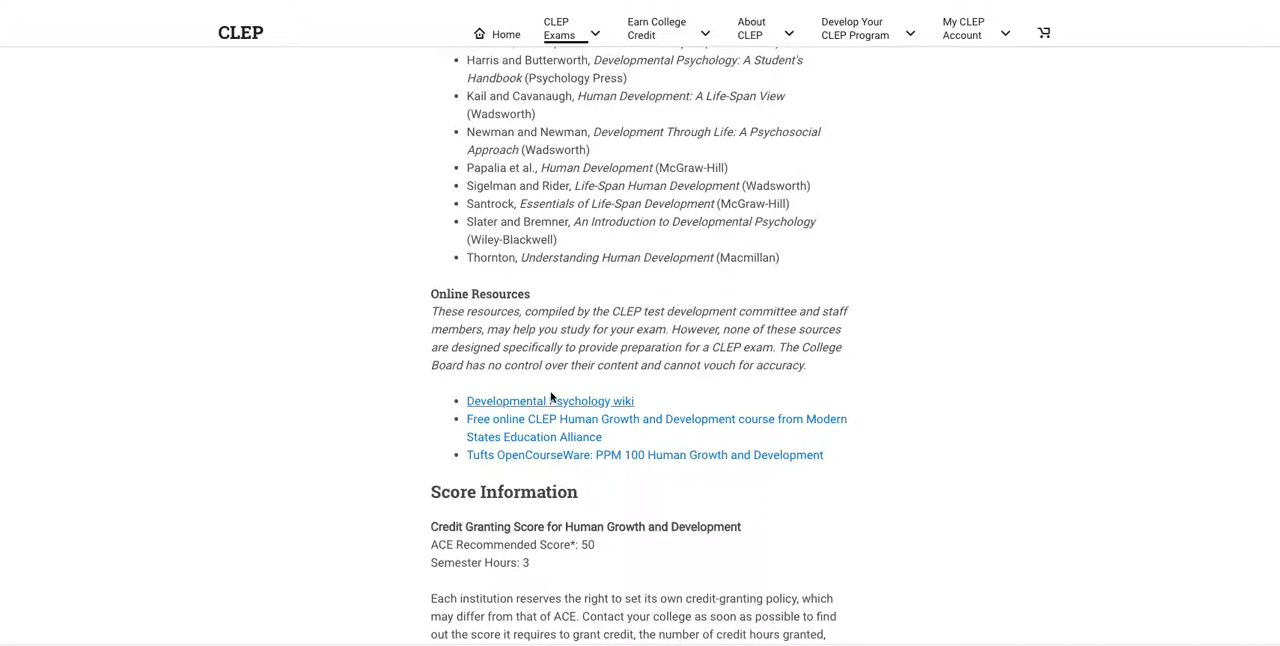 CLEP
Home
CLEP
Exams
Earn College
Credit
About
CLEP
Develop Your
CLEP Program
My CLEP
Account
Harris and Butterworth, Developmental Psychology: A Student's
Handbook (Psychology Press)
Kail and Cavanaugh, Human Development: A Life-Span View
(Wadsworth)
Newman and Newman, Development Through Life: A Psychosocial
Approach (Wadsworth)
Papalia et al., Human Development (McGraw-Hill)
Sigelman and Rider, Life-Span Human Development (Wadsworth)
Santrock, Essentials of Life-Span Development (McGraw-Hill)
Slater and Bremner, An Introduction to Developmental Psychology
(Wiley-Blackwell)
Thornton, Understanding Human Development (Macmillan)
Online Resources
These resources, compiled by the CLEP test development committee and staff
members, may help you study for your exam. However, none of these sources
are designed specifically to provide preparation for a CLEP exam. The College
Board has no control over their content and cannot vouch for accuracy.
Developmental Psychology wiki
Free online CLEP Human Growth and Development course from Modern
States Education Alliance
Tufts OpenCourseWare: PPM 100 Human Growth and Development
Score Information
Credit Granting Score for Human Growth and Development
ACE Recommended Score*: 50
Semester Hours: 3
Each institution reserves the right to set its own credit-granting policy, which
may differ from that of ACE. Contact your college as soon as possible to find
out the score it requires to grant credit, the number of credit hours granted,